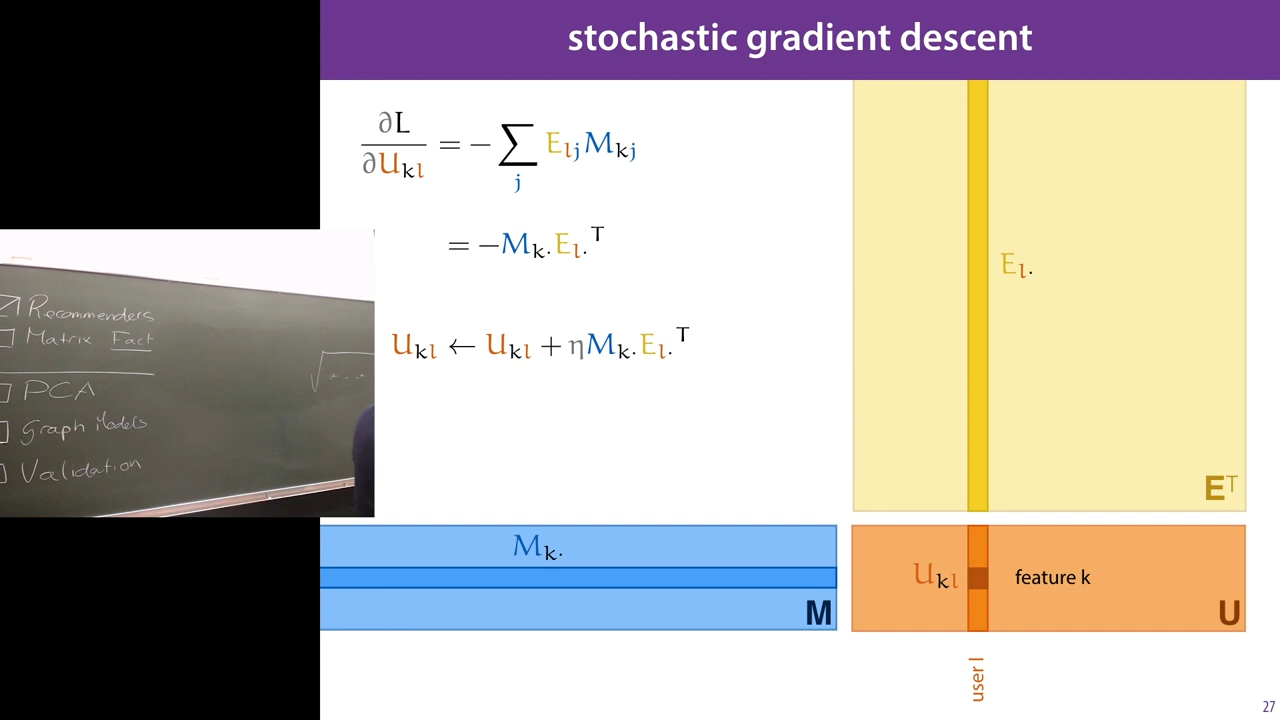 stochastic gradient descent
∂L/∂U_kl = −∑_j E_lj M_kj
= −M_k. E_l.^T
U_kl ← U_kl + ηM_k. E_l.^T
E_l.
E^T
M_k.
M
U_kl
feature k
U
user l
27
Recommenders
Matrix Fact
PCA
Graph Models
Validation